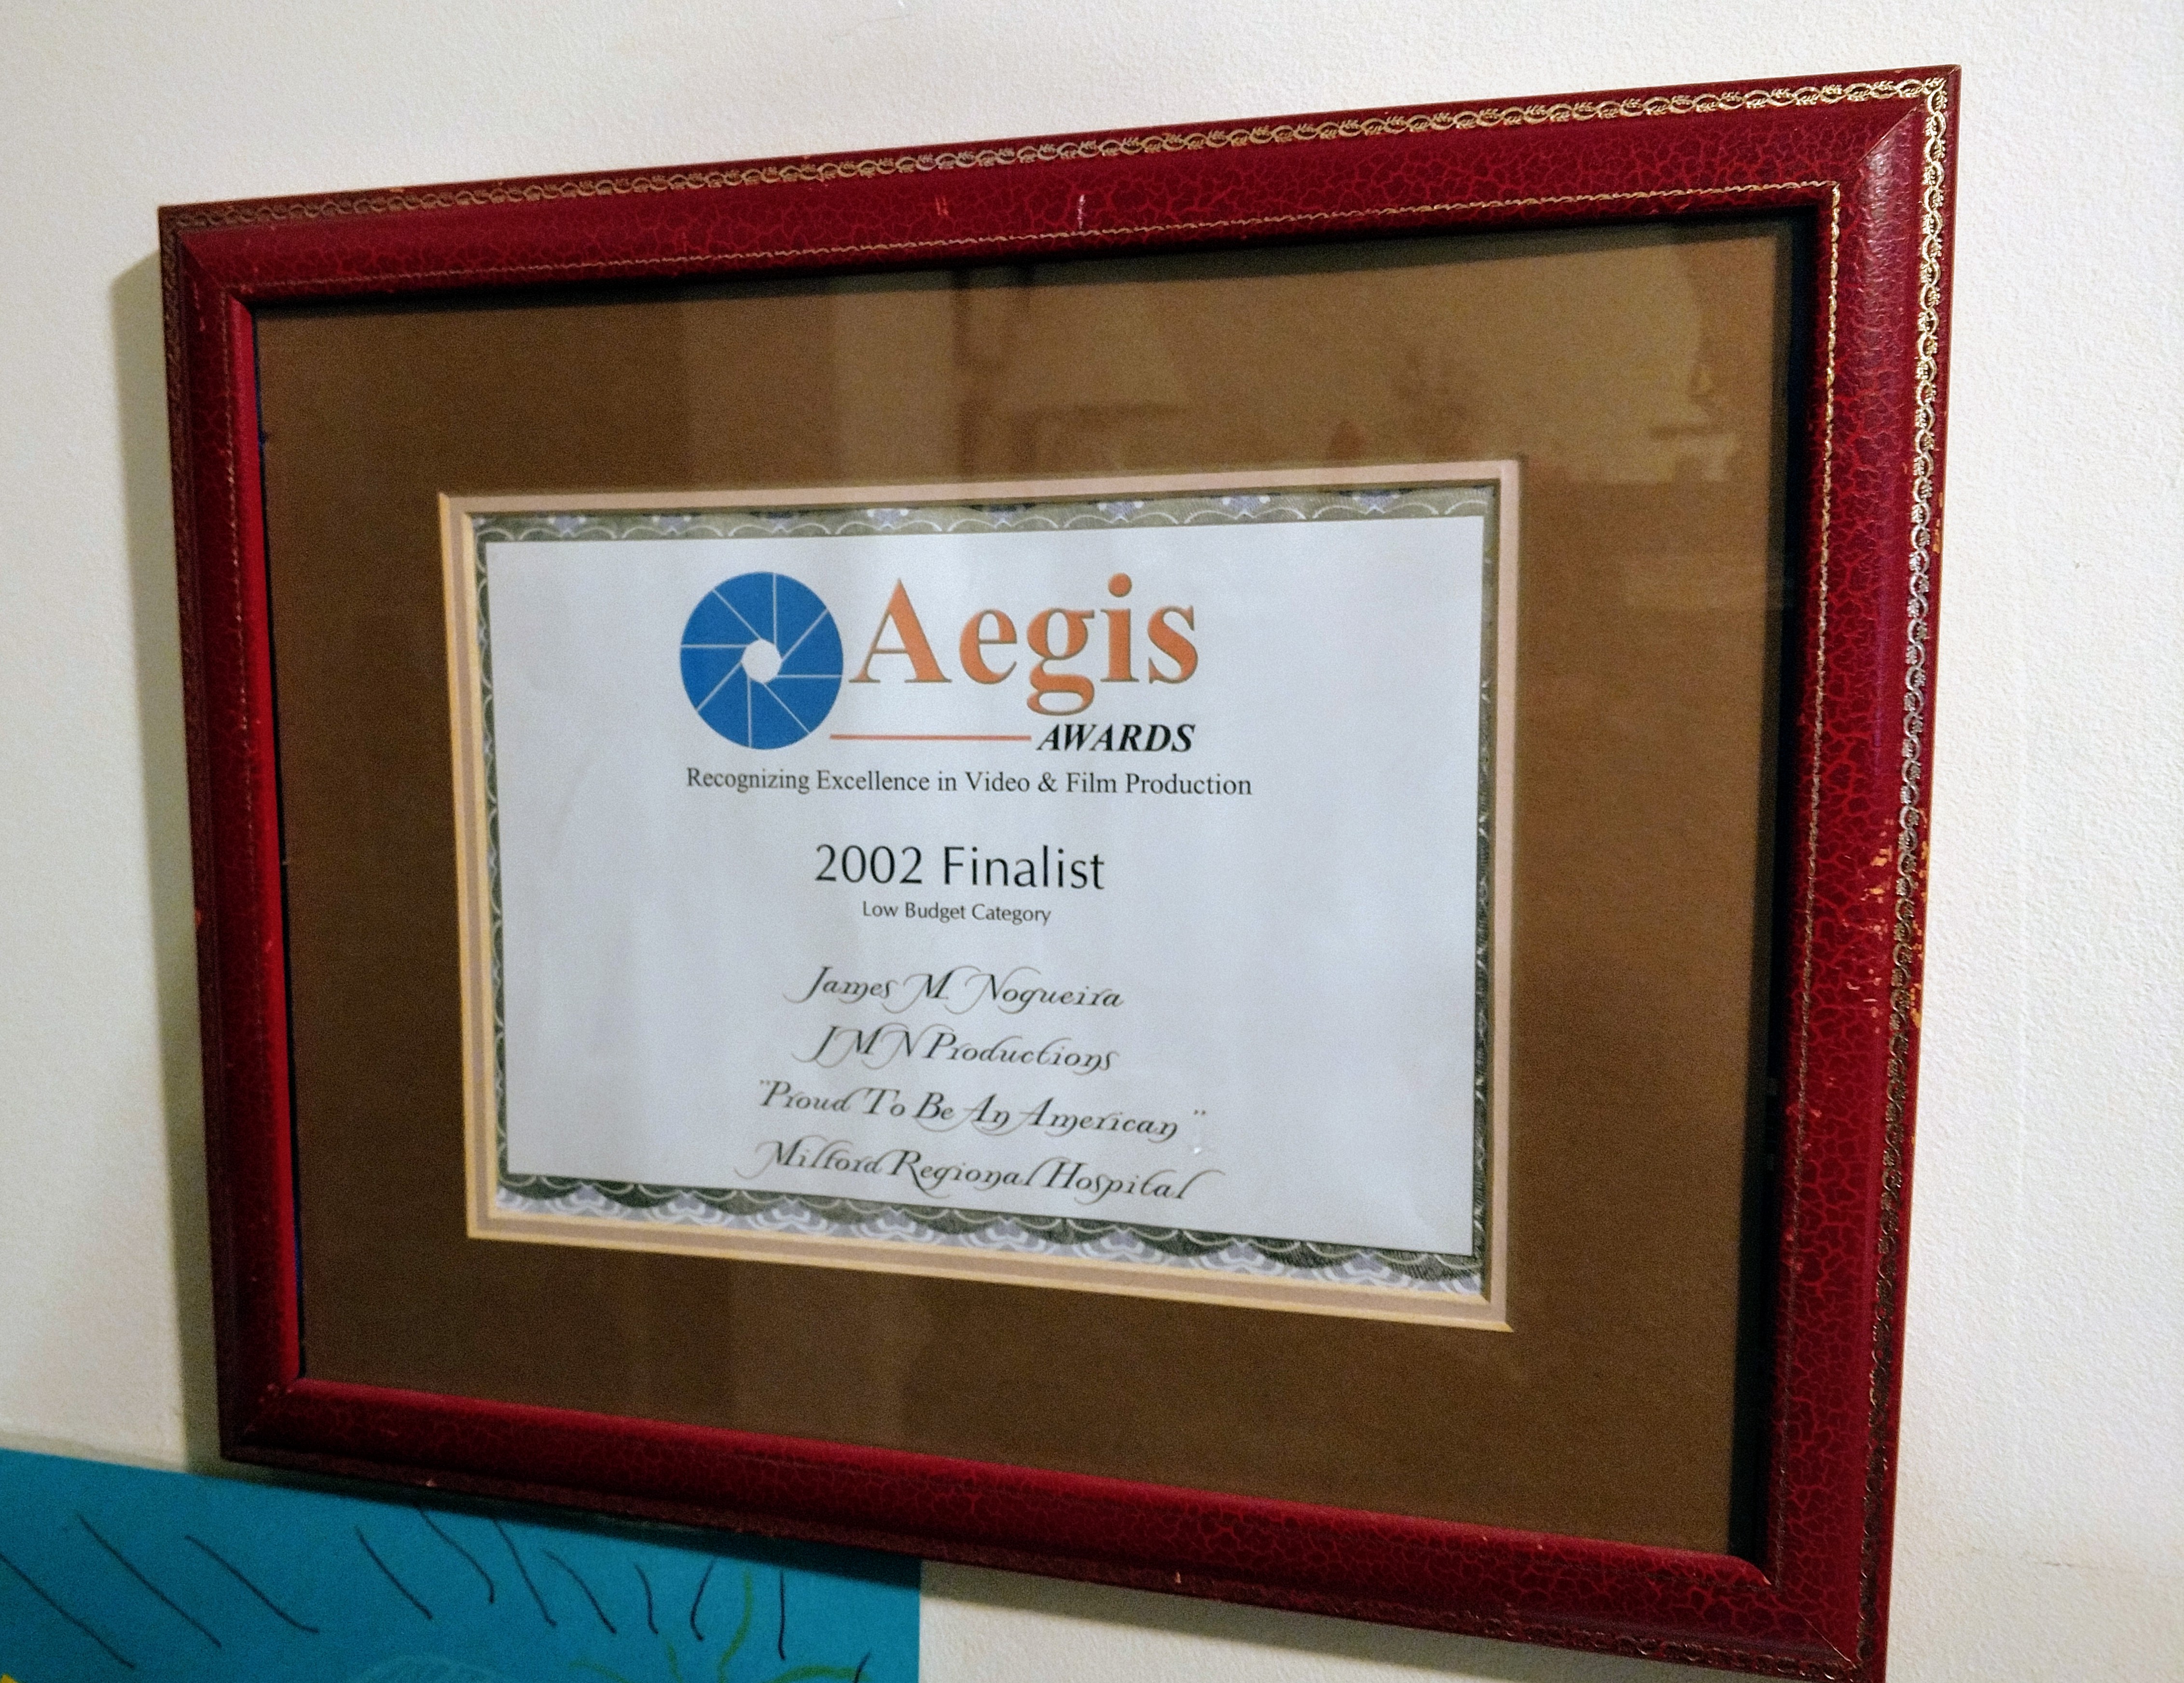 Aegis
AWARDS
Recognizing Excellence in Video & Film Production
2002 Finalist
Low Budget Category
James M. Nogueira
JMN Productions
"Proud To Be An American"
Milford Regional Hospital